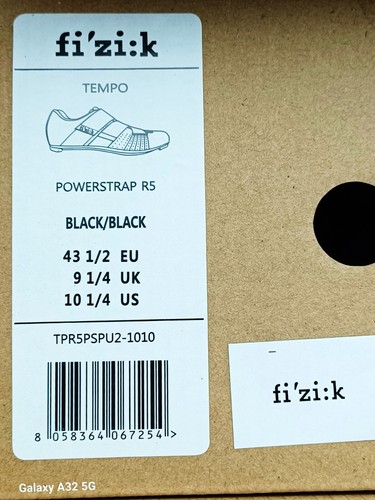 fi'zi:k
TEMPO
POWERSTRAP R5
BLACK/BLACK
43 1/2 EU
9 1/4 UK
10 1/4 US
TPR5PSPU2-1010
8 058364 067254 >
fi'zi:k
Galaxy A32 5G